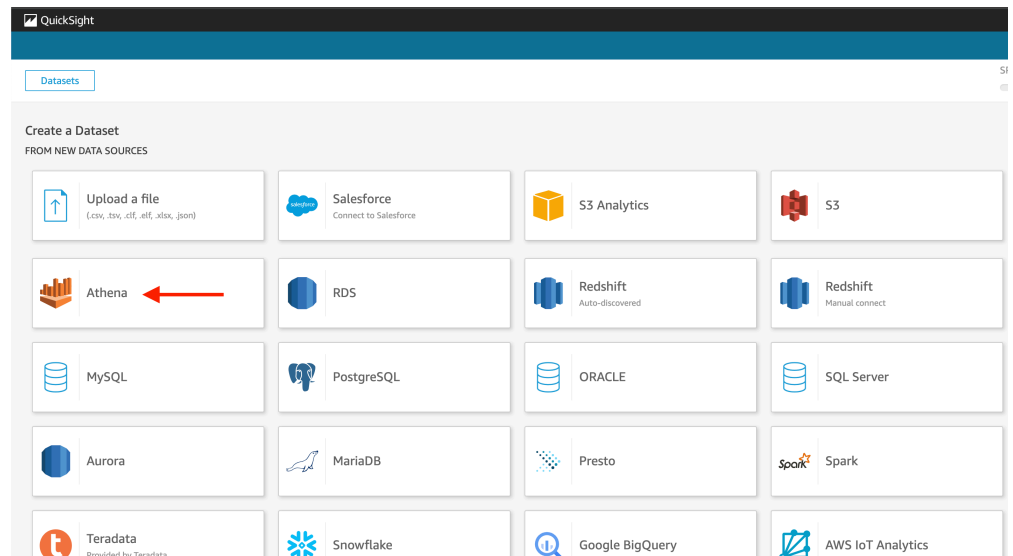 QuickSight
Datasets
Create a Dataset
FROM NEW DATA SOURCES
Upload a file
(.csv, .tsv, .clf, .elf, .xlsx, .json)
salesforce
Salesforce
Connect to Salesforce
S3 Analytics
S3
Athena
RDS
Redshift
Auto-discovered
Redshift
Manual connect
MySQL
PostgreSQL
ORACLE
SQL Server
Aurora
MariaDB
Presto
Spark
Spark
Teradata
Provided by Teradata
Snowflake
Google BigQuery
AWS IoT Analytics